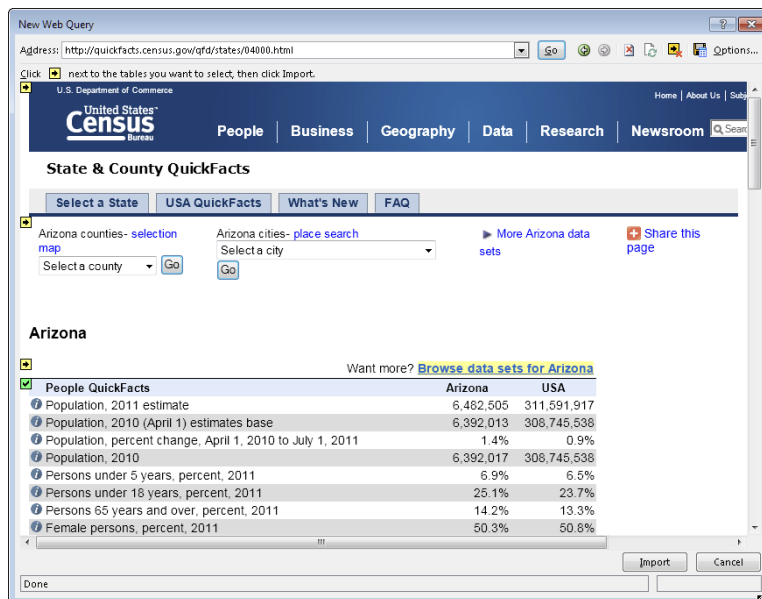 New Web Query
Address: http://quickfacts.census.gov/qfd/states/04000.html Go Options...
Click next to the tables you want to select, then click Import.
U.S. Department of Commerce
Home | About Us | Subj
United States™
Census
Bureau
People Business Geography Data Research Newsroom Searc
State & County QuickFacts
Select a State USA QuickFacts What's New FAQ
Arizona counties- selection map
Select a county Go
Arizona cities- place search
Select a city
Go
More Arizona data sets
Share this page
Arizona
Want more? Browse data sets for Arizona
People QuickFacts Arizona USA
Population, 2011 estimate 6,482,505 311,591,917
Population, 2010 (April 1) estimates base 6,392,013 308,745,538
Population, percent change, April 1, 2010 to July 1, 2011 1.4% 0.9%
Population, 2010 6,392,017 308,745,538
Persons under 5 years, percent, 2011 6.9% 6.5%
Persons under 18 years, percent, 2011 25.1% 23.7%
Persons 65 years and over, percent, 2011 14.2% 13.3%
Female persons, percent, 2011 50.3% 50.8%
Import Cancel
Done